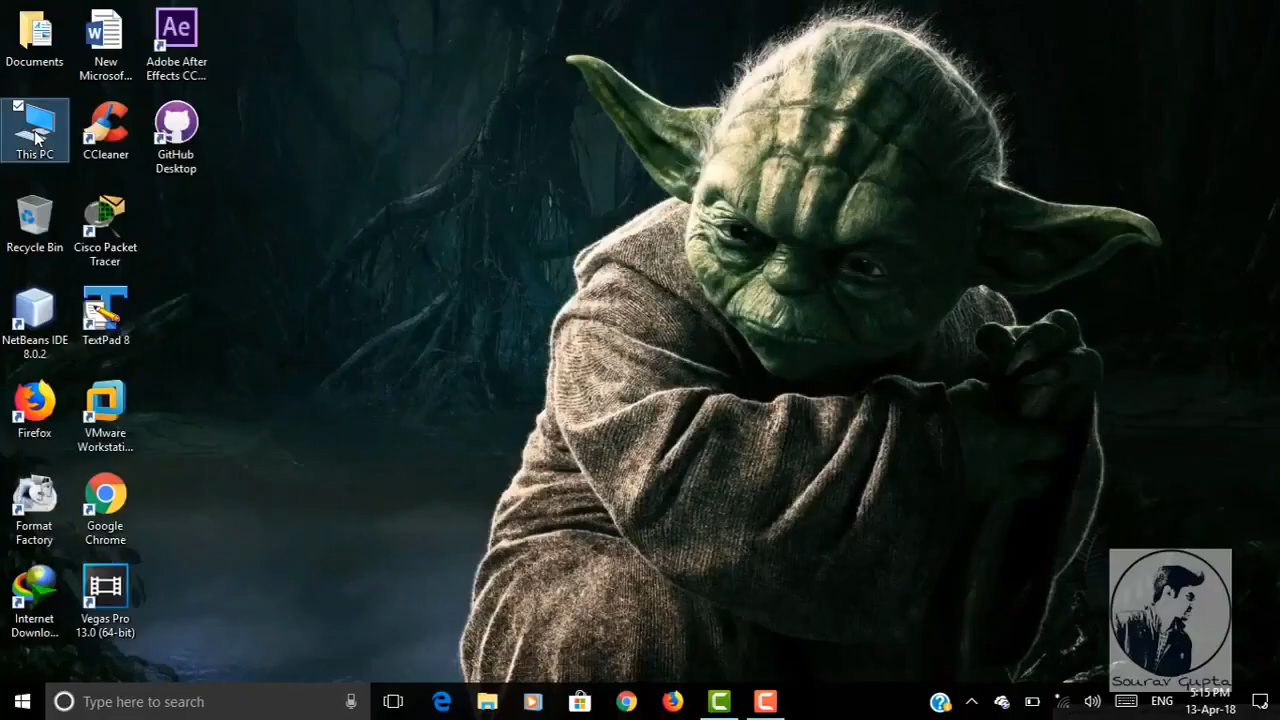 Documents
New
Microsof...
Adobe After
Effects CC...
This PC
CCleaner
GitHub
Desktop
Recycle Bin
Cisco Packet
Tracer
NetBeans IDE
8.0.2
TextPad 8
Firefox
VMware
Workstati...
Format
Factory
Google
Chrome
Internet
Downlo...
Vegas Pro
13.0 (64-bit)
Sourav Gupta
Type here to search
ENG
5:15 PM
13-Apr-18